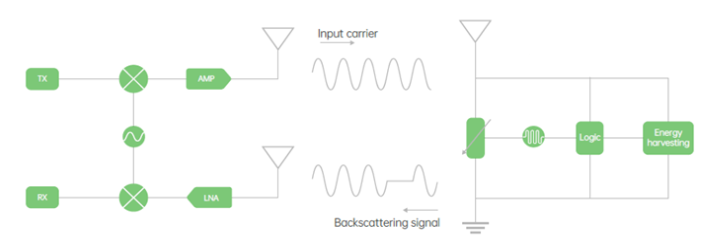 Input carrier
TX
AMP
Logic
Energy
harvesting
RX
LNA
Backscattering signal